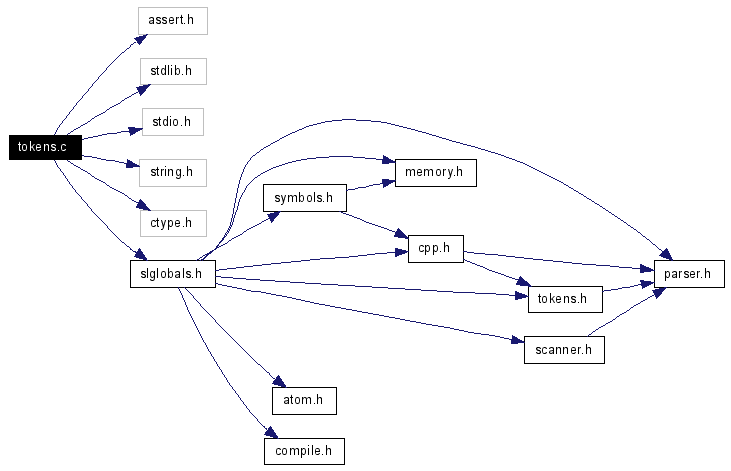 assert.h
stdlib.h
stdio.h
tokens.c
string.h
memory.h
symbols.h
ctype.h
cpp.h
slglobals.h
parser.h
tokens.h
scanner.h
atom.h
compile.h